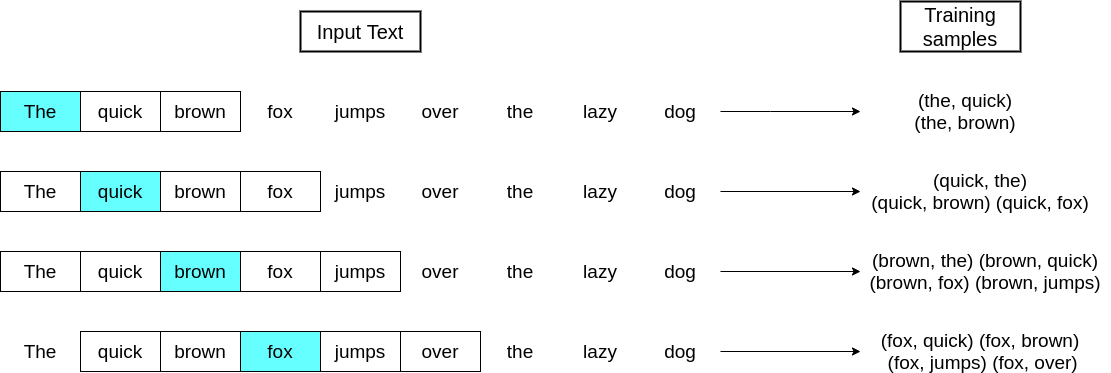 Input Text
Training
samples
The quick brown fox jumps over the lazy dog
(the, quick)
(the, brown)
The quick brown fox jumps over the lazy dog
(quick, the)
(quick, brown) (quick, fox)
The quick brown fox jumps over the lazy dog
(brown, the) (brown, quick)
(brown, fox) (brown, jumps)
The quick brown fox jumps over the lazy dog
(fox, quick) (fox, brown)
(fox, jumps) (fox, over)